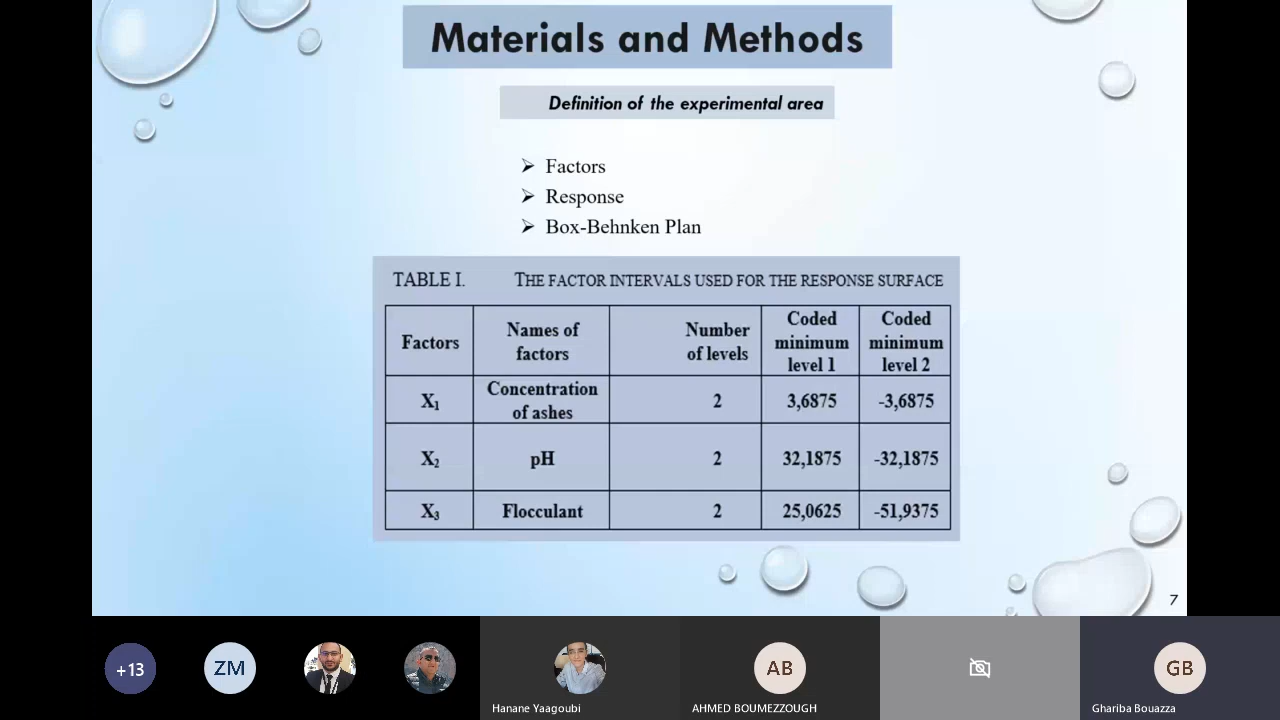 Materials and Methods
Definition of the experimental area
Factors
Response
Box-Behnken Plan
TABLE I. THE FACTOR INTERVALS USED FOR THE RESPONSE SURFACE
Factors Names of factors Number of levels Coded minimum level 1 Coded minimum level 2
X1 Concentration of ashes 2 3,6875 -3,6875
X2 pH 2 32,1875 -32,1875
X3 Flocculant 2 25,0625 -51,9375
7
+13 ZM AB GB
Hanane Yaagoubi AHMED BOUMEZZOUGH Ghariba Bouazza